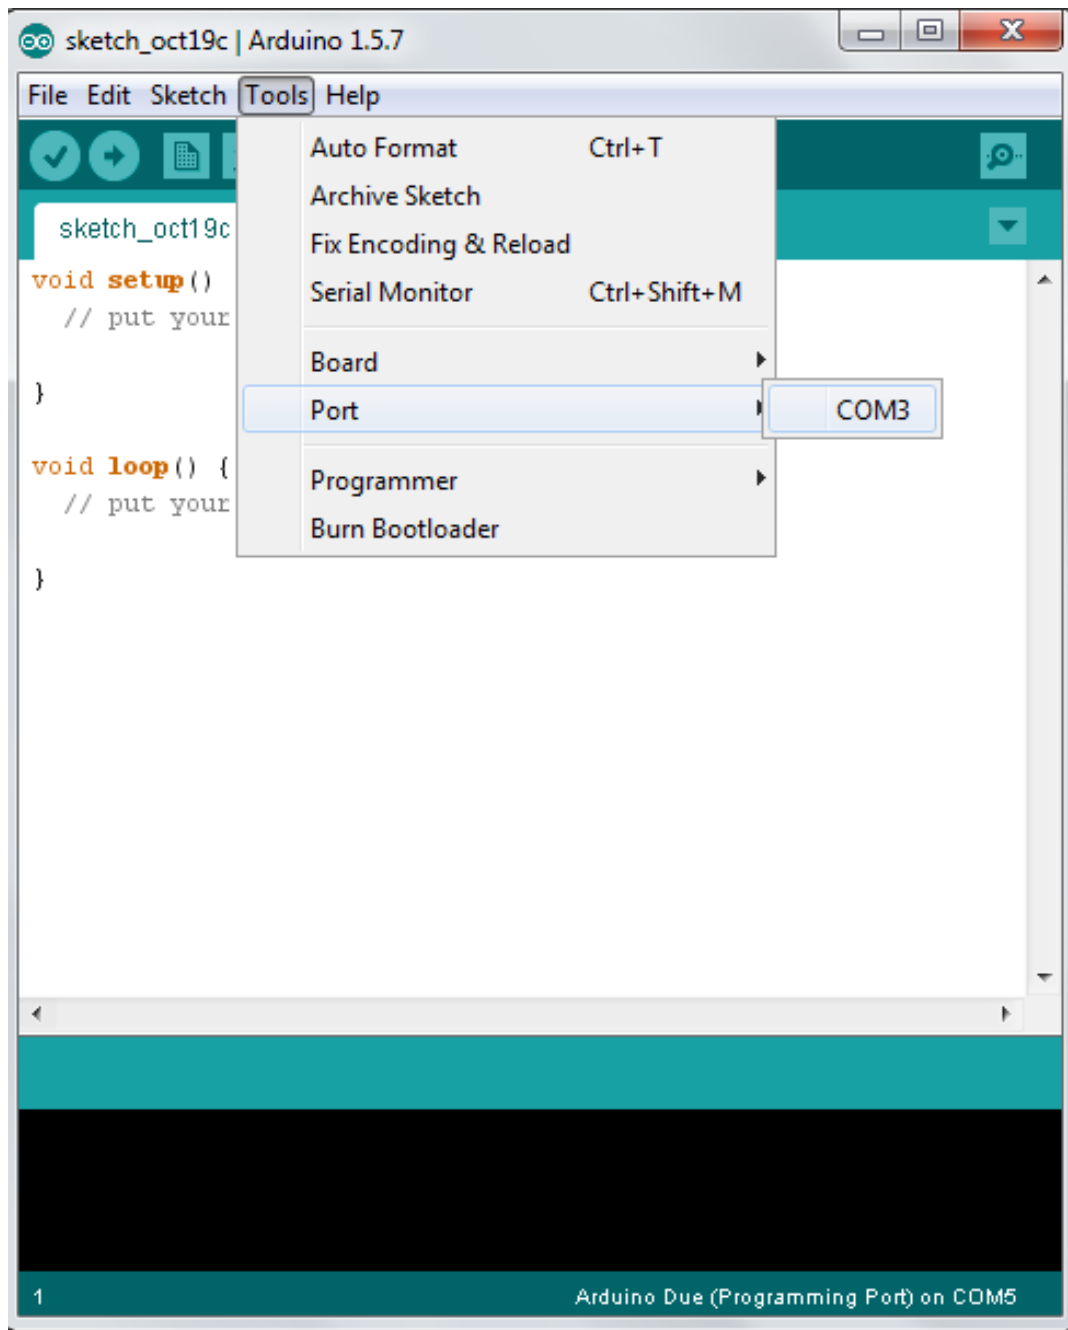 sketch_oct19c | Arduino 1.5.7
File Edit Sketch Tools Help
Auto Format Ctrl+T
Archive Sketch
sketch_oct19c
Fix Encoding & Reload
void setup()
Serial Monitor Ctrl+Shift+M
// put your
Board
}
Port COM3
void loop() {
Programmer
// put your
Burn Bootloader
}
1 Arduino Due (Programming Port) on COM5